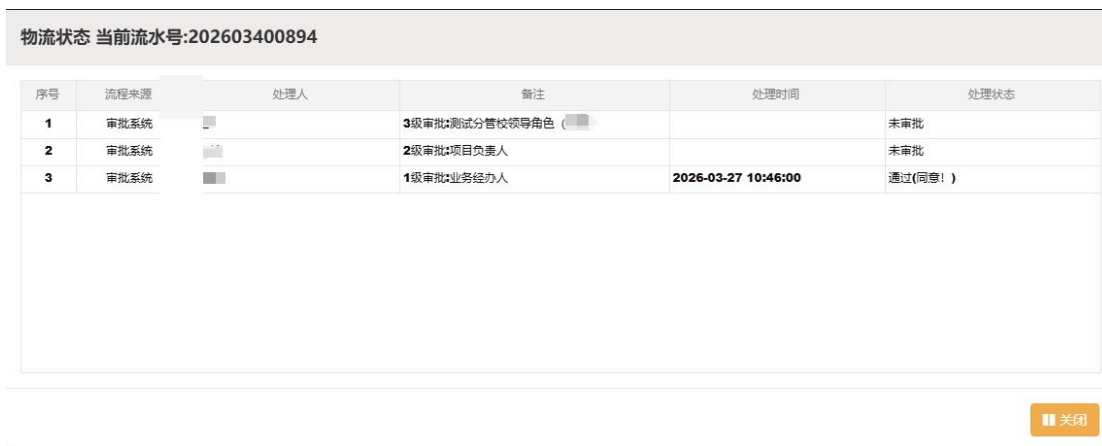 物流状态 当前流水号:202603400894
序号 流程来源 处理人 备注 处理时间 处理状态
1 审批系统 3级审批:测试分管校领导角色 ( 未审批
2 审批系统 2级审批:项目负责人 未审批
3 审批系统 1级审批:业务经办人 2026-03-27 10:46:00 通过(同意！)
关闭